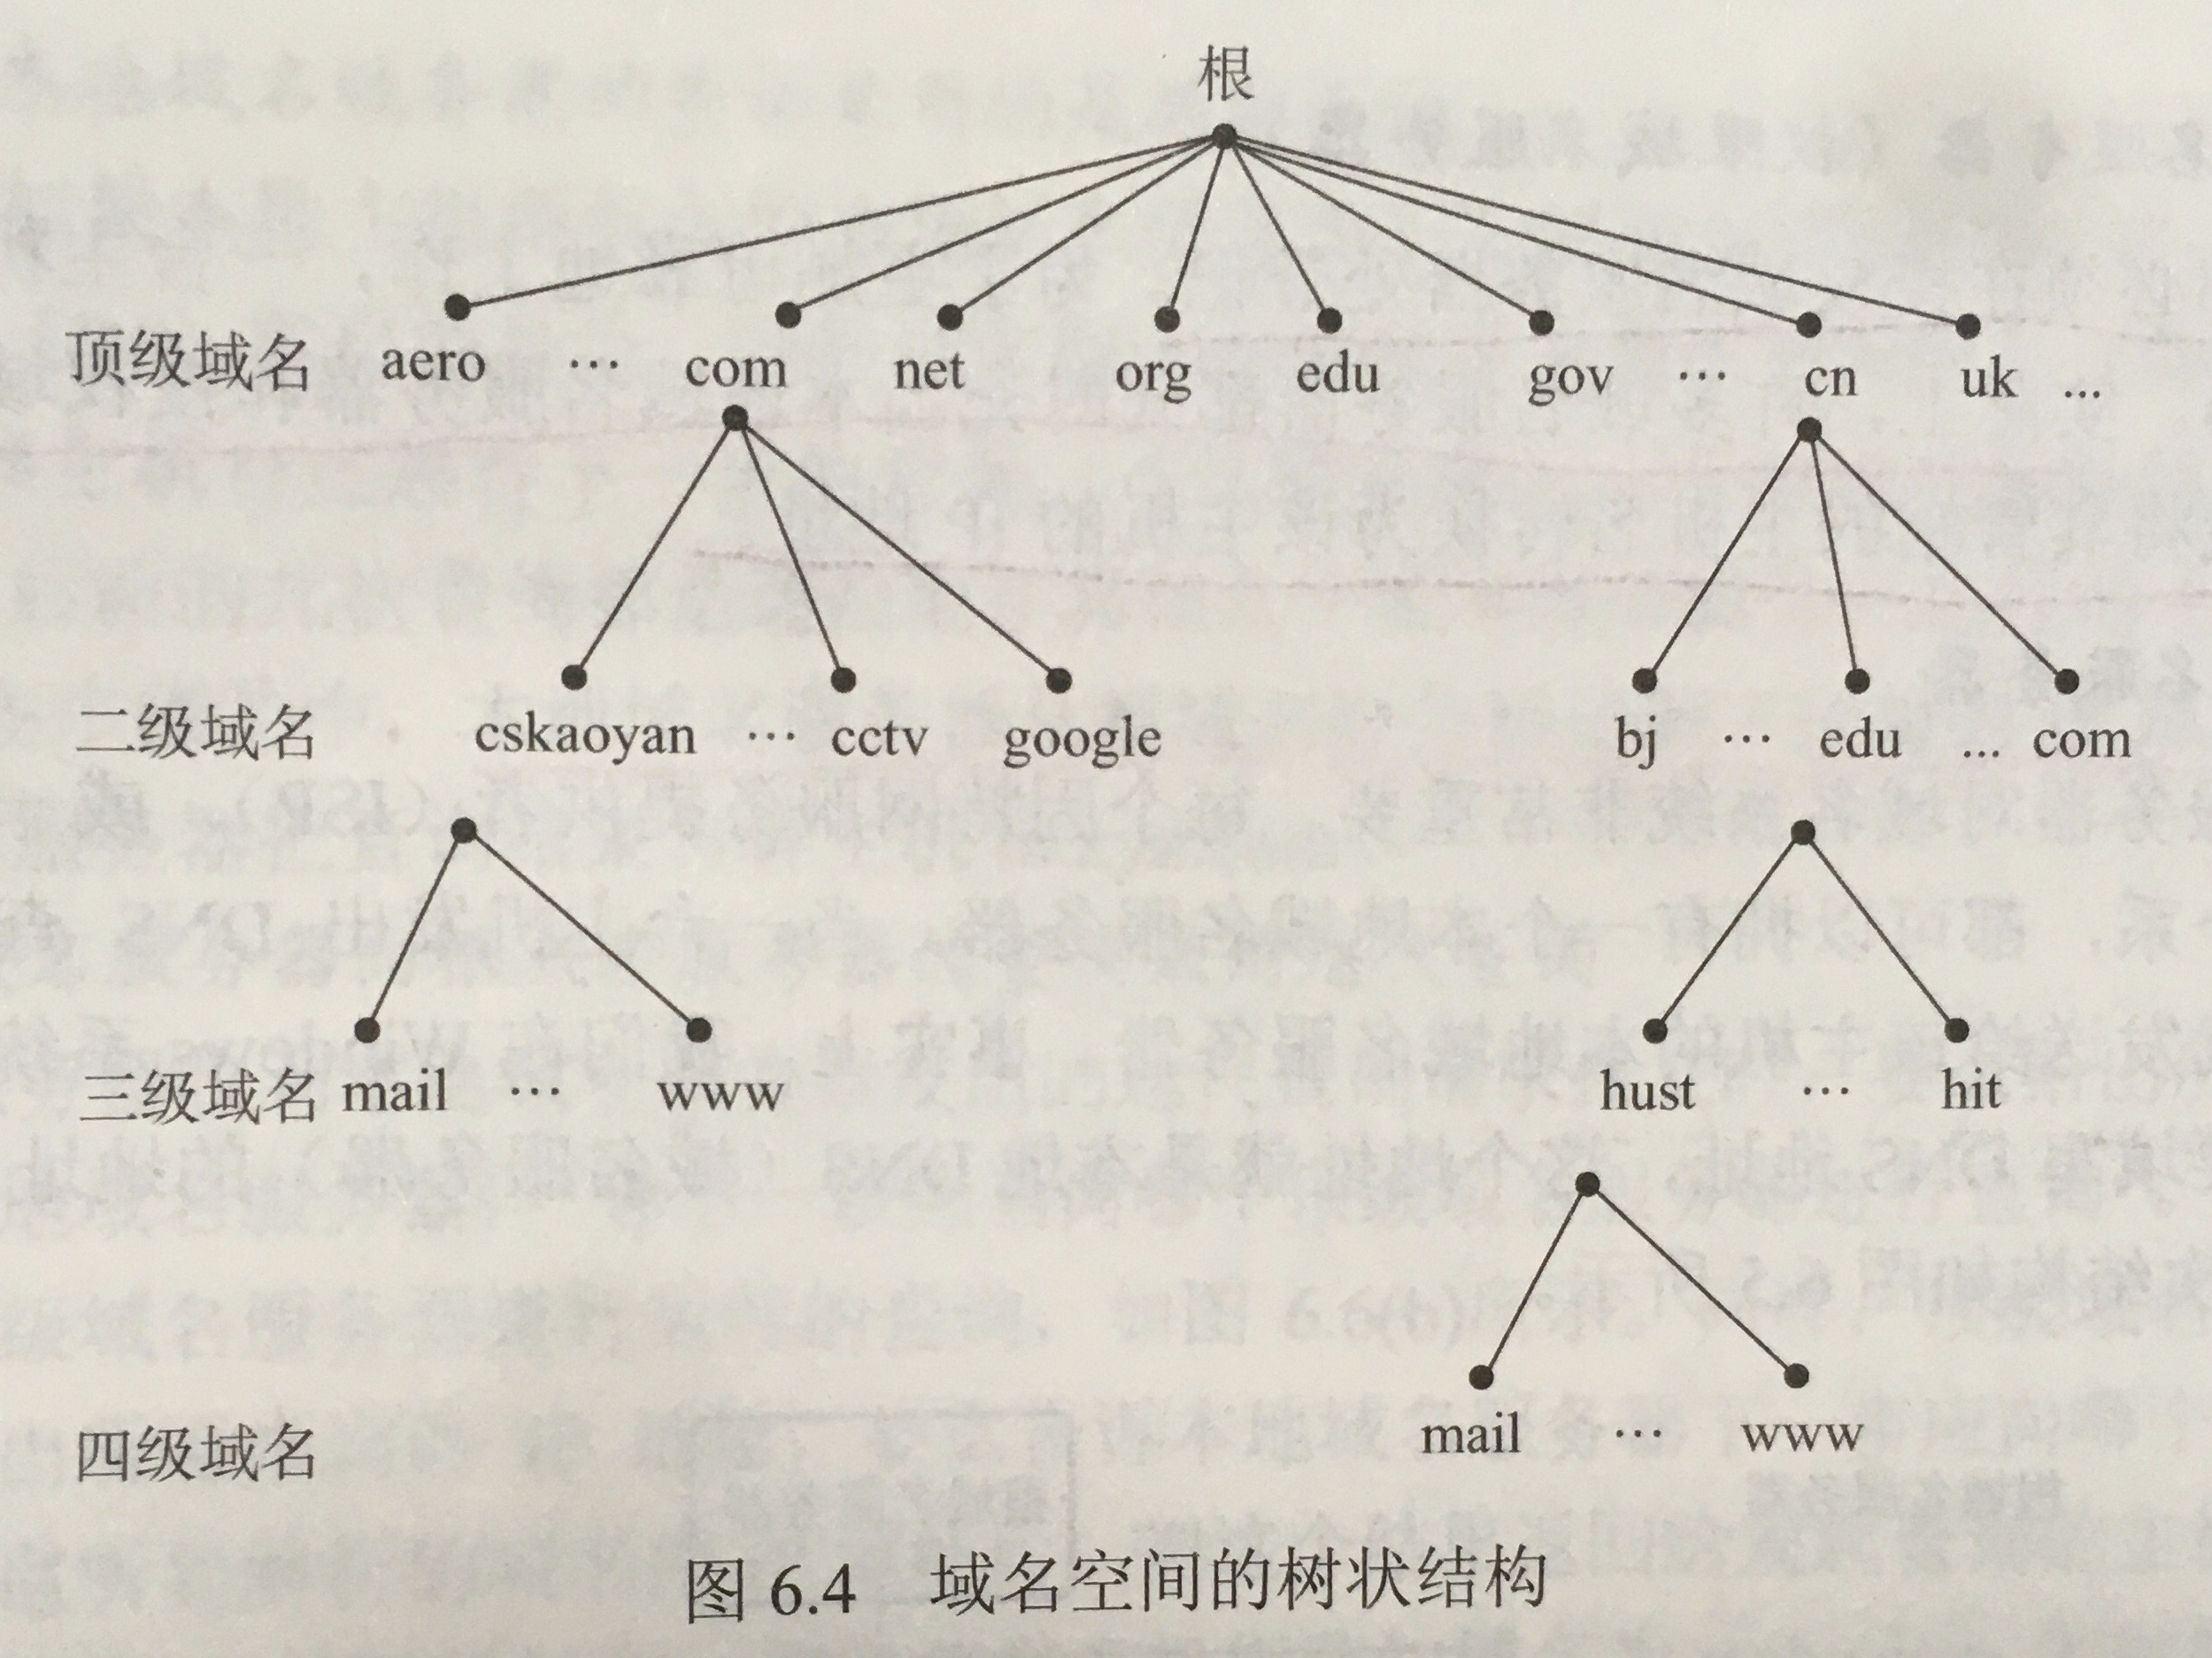 根
顶级域名 aero … com net org edu gov … cn uk ...
二级域名 cskaoyan … cctv google bj … edu ... com
三级域名 mail … www hust … hit
四级域名 mail … www
图 6.4 域名空间的树状结构